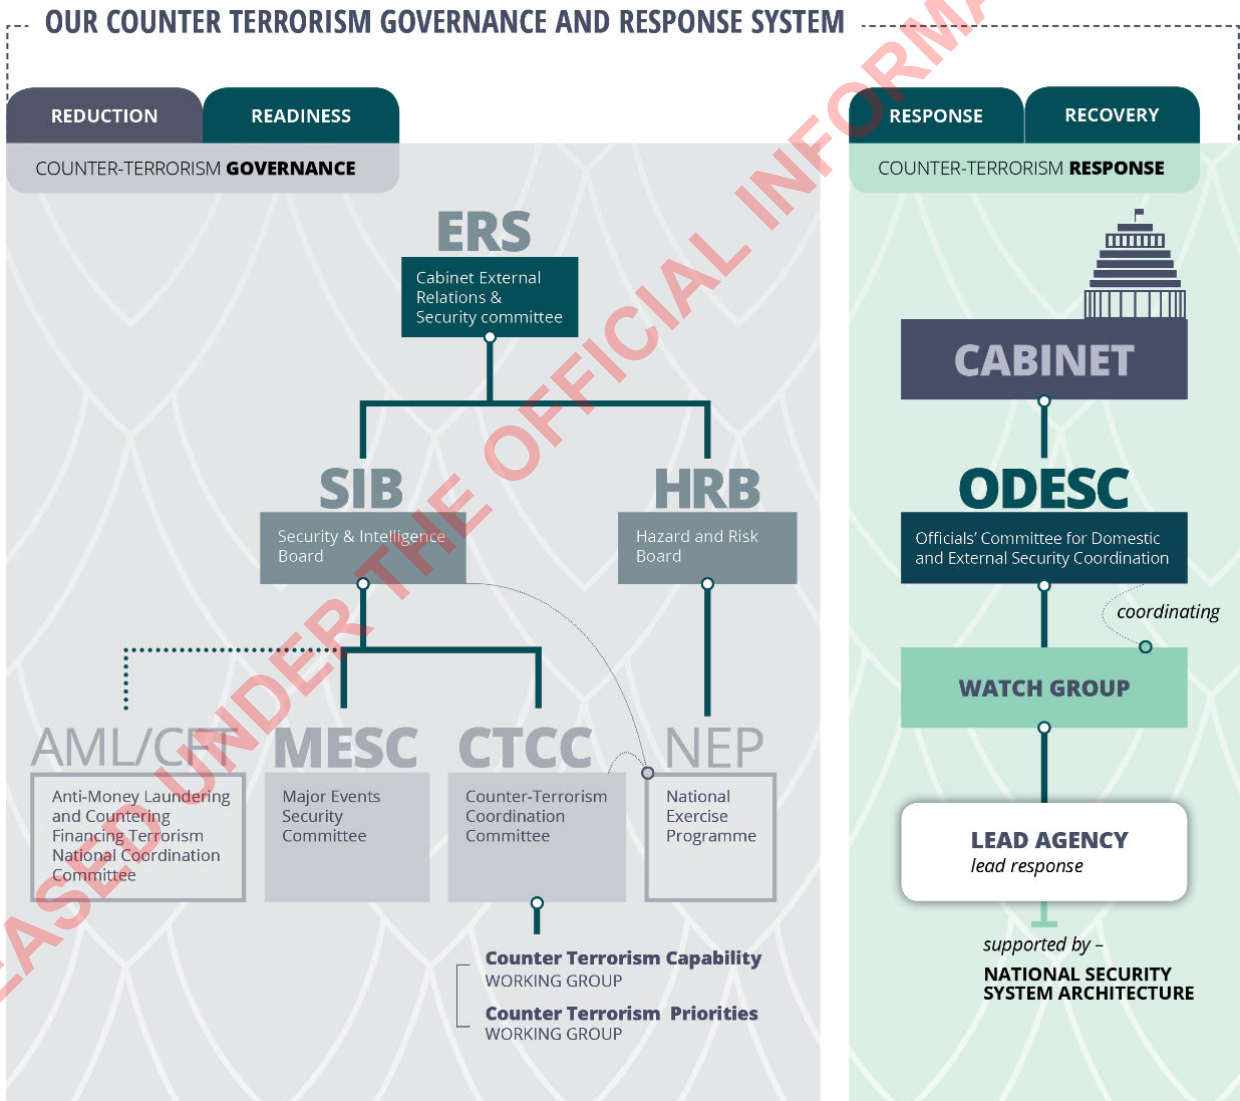 OUR COUNTER TERRORISM GOVERNANCE AND RESPONSE SYSTEM
REDUCTION
READINESS
COUNTER-TERRORISM GOVERNANCE
ERS
Cabinet External
Relations &
Security committee
SIB
Security & Intelligence
Board
HRB
Hazard and Risk
Board
AML/CFT
Anti-Money Laundering
and Countering
Financing Terrorism
National Coordination
Committee
MESC
Major Events
Security
Committee
CTCC
Counter-Terrorism
Coordination
Committee
NEP
National
Exercise
Programme
Counter Terrorism Capability
WORKING GROUP
Counter Terrorism Priorities
WORKING GROUP
RESPONSE
RECOVERY
COUNTER-TERRORISM RESPONSE
CABINET
ODESC
Officials' Committee for Domestic
and External Security Coordination
coordinating
WATCH GROUP
LEAD AGENCY
lead response
supported by –
NATIONAL SECURITY
SYSTEM ARCHITECTURE
EASED UNDER THE OFFICIAL INFORMA